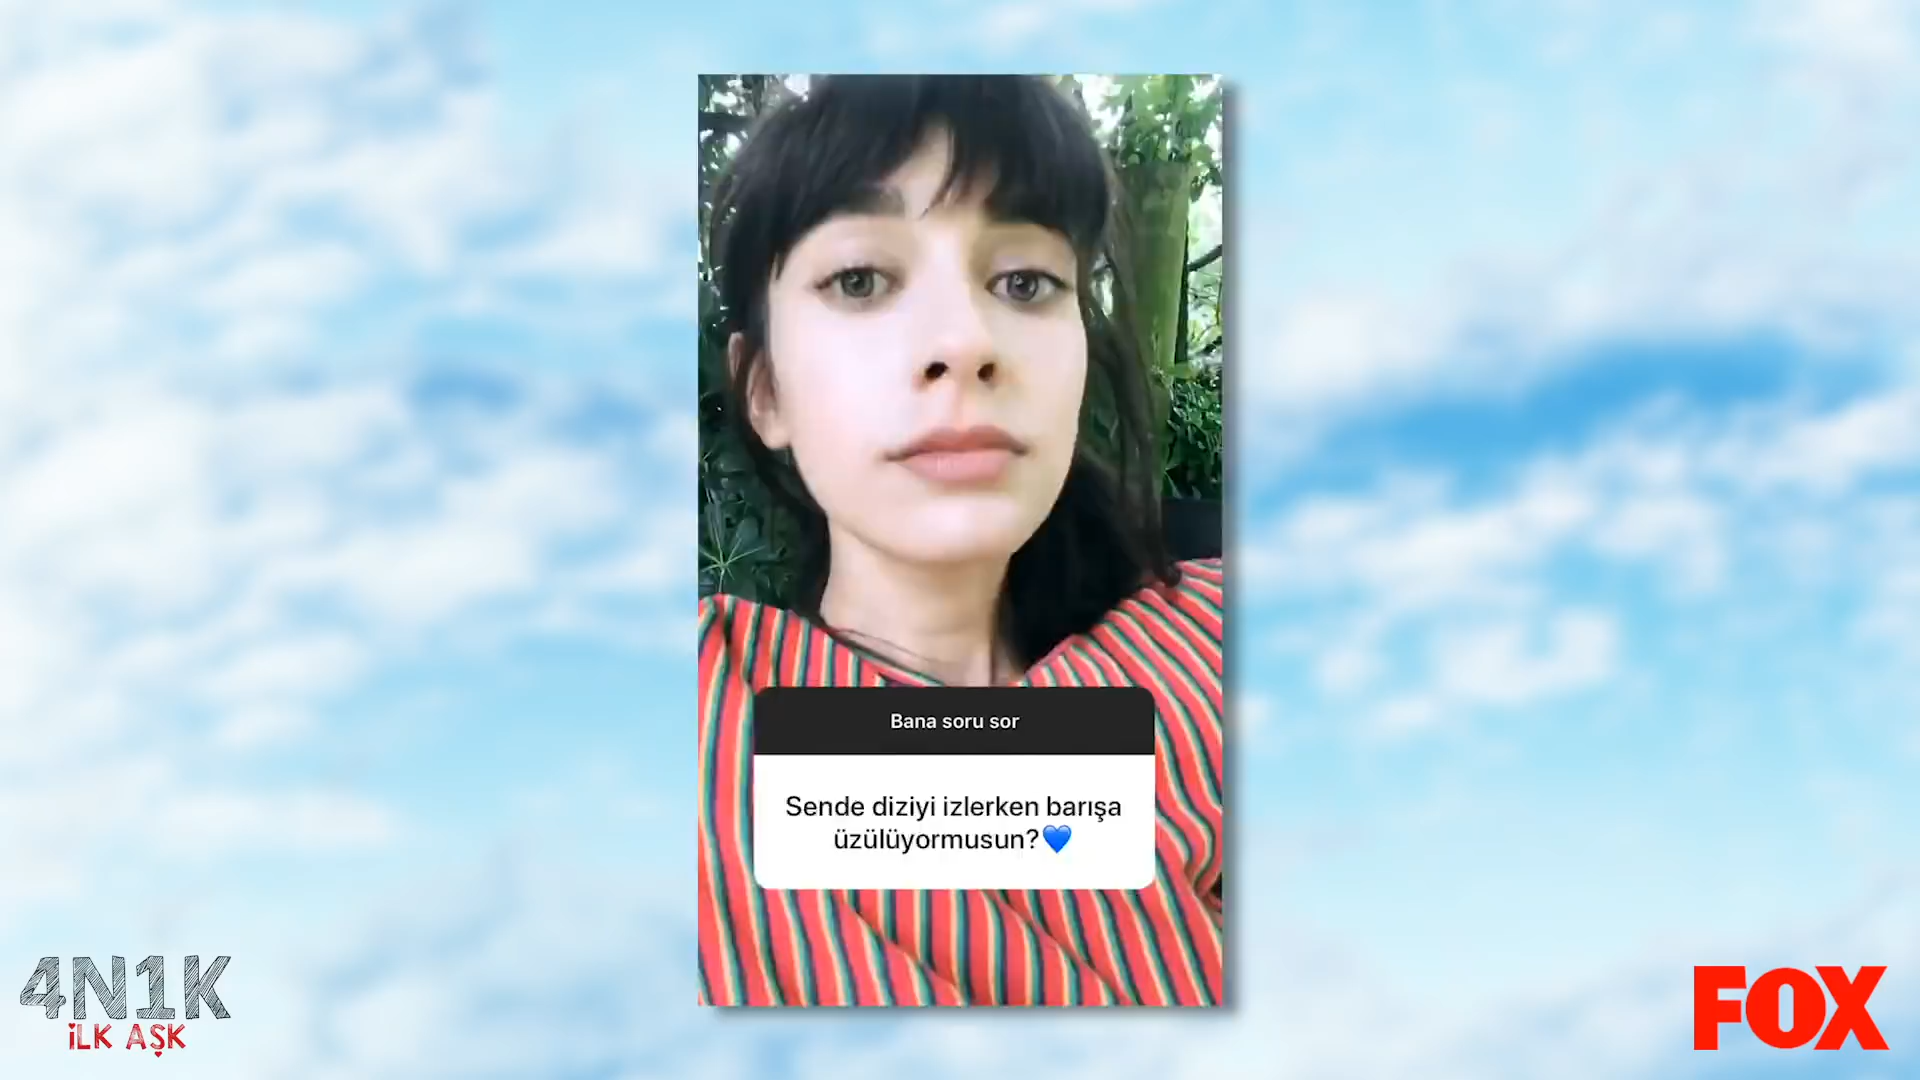 Bana soru sor
Sende diziyi izlerken barışa
üzülüyormusun?💙
4N1K
İLK AŞK
FOX